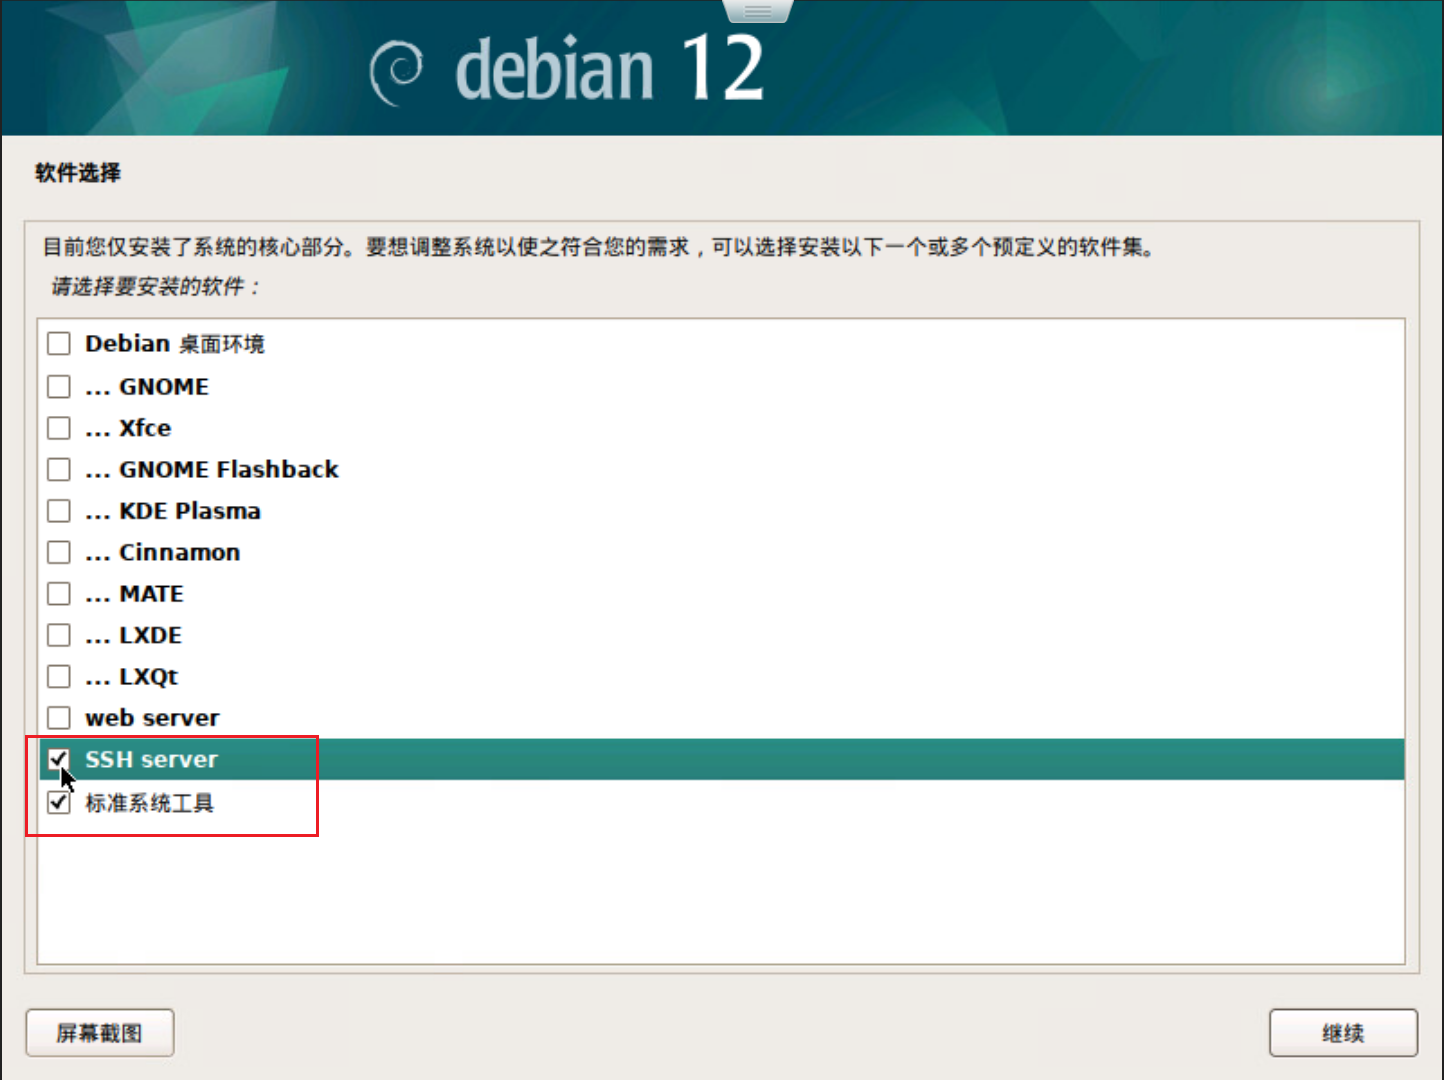 debian 12
软件选择
目前您仅安装了系统的核心部分。要想调整系统以使之符合您的需求，可以选择安装以下一个或多个预定义的软件集。
请选择要安装的软件：
Debian 桌面环境
... GNOME
... Xfce
... GNOME Flashback
... KDE Plasma
... Cinnamon
... MATE
... LXDE
... LXQt
web server
SSH server
标准系统工具
屏幕截图
继续